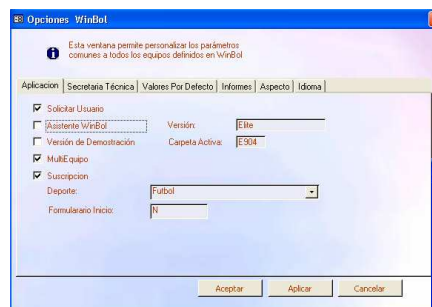 Opciones WinBol
Esta ventana permite personalizar los parámetros
comunes a todos los equipos definidos en WinBol
Aplicacion Secretaria Técnica Valores Por Defecto Informes Aspecto Idioma
Solicitar Usuario
Asistente WinBol Versión: Elite
Versión de Demostración Carpeta Activa: E904
MultiEquipo
Suscripcion
Deporte: Futbol
Formulario Inicio: N
Aceptar Aplicar Cancelar